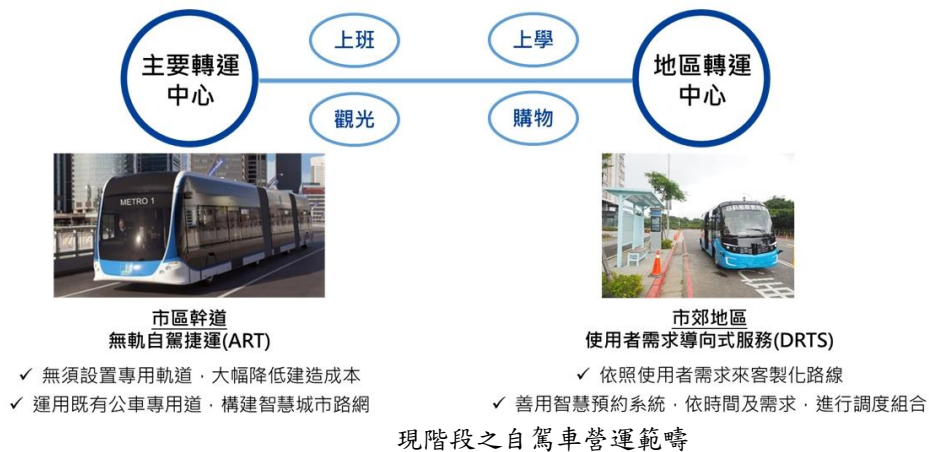 上班
上學
主要轉運
中心
地區轉運
中心
觀光
購物
METRO 1
市區幹道
無軌自駕捷運(ART)
✓ 無須設置專用軌道，大幅降低建造成本
✓ 運用既有公車專用道，構建智慧城市路網
市郊地區
使用者需求導向式服務(DRTS)
✓ 依照使用者需求來客製化路線
✓ 善用智慧預約系統，依時間及需求，進行調度組合
現階段之自駕車營運範疇